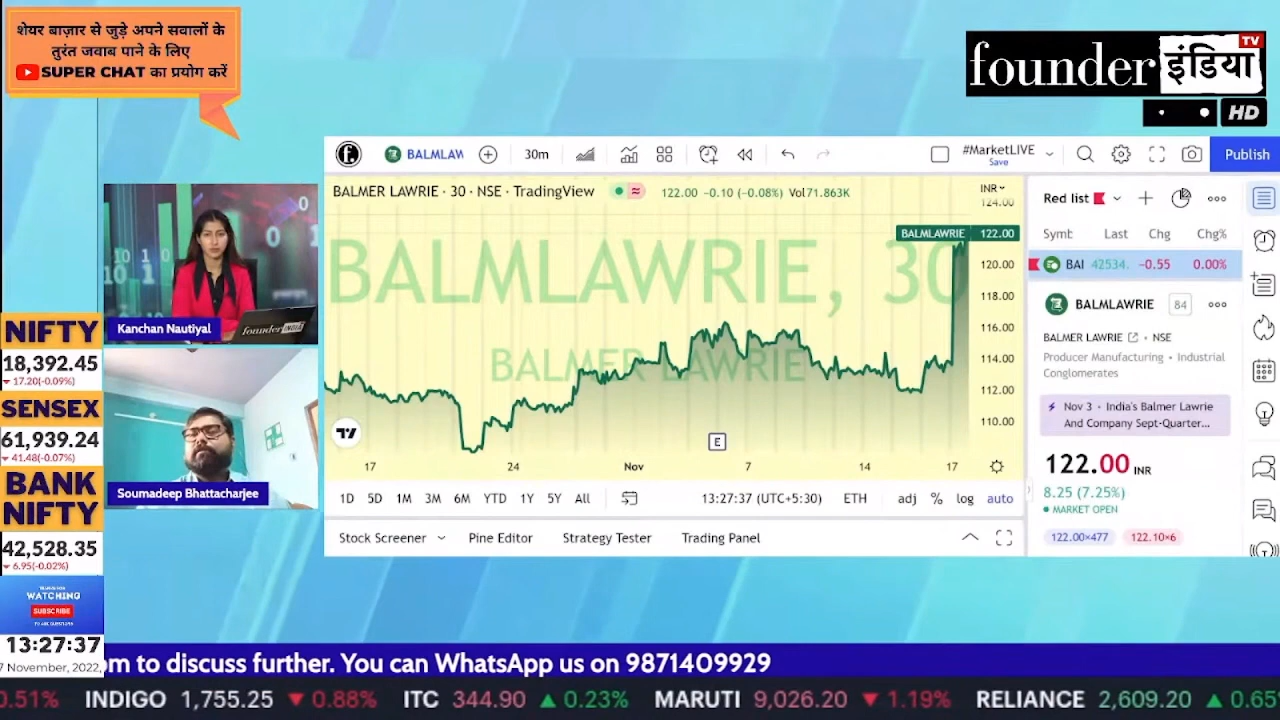 शेयर बाज़ार से जुड़े अपने सवालों के
तुरंत जवाब पाने के लिए
SUPER CHAT का प्रयोग करें
founder इंडिया TV
HD
BALMLAW
30m
#MarketLIVE
Save
Publish
BALMER LAWRIE · 30 · NSE · TradingView
122.00 −0.10 (−0.08%) Vol71.863K
INR
124.00
BALMLAWRIE 122.00
120.00
118.00
116.00
114.00
112.00
110.00
BALMLAWRIE, 30
BALMER LAWRIE
E
17 24 Nov 7 14 17
1D 5D 1M 3M 6M YTD 1Y 5Y All
13:27:37 (UTC+5:30) ETH adj % log auto
Stock Screener Pine Editor Strategy Tester Trading Panel
Red list
Symb Last Chg Chg%
BAI 42534. −0.55 0.00%
BALMLAWRIE 84
BALMER LAWRIE · NSE
Producer Manufacturing · Industrial
Conglomerates
Nov 3 · India's Balmer Lawrie
And Company Sept-Quarter...
122.00 INR
8.25 (7.25%)
MARKET OPEN
122.00×477 122.10×6
0
0 1
10 1
Kanchan Nautiyal
founder इंडिया
Soumadeep Bhattacharjee
NIFTY
18,392.45
17.20(-0.09%)
SENSEX
61,939.24
41.48(-0.07%)
BANK
NIFTY
42,528.35
6.95(-0.02%)
WATCHING
SUBSCRIBE
13:27:37
7 November, 2022,
om to discuss further. You can WhatsApp us on 9871409929
0.51% INDIGO 1,755.25 0.88% ITC 344.90 0.23% MARUTI 9,026.20 1.19% RELIANCE 2,609.20 0.65